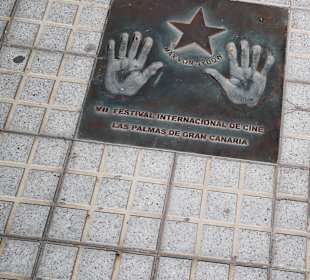 VII FESTIVAL INTERNACIONAL DE CINE
LAS PALMAS DE GRAN CANARIA